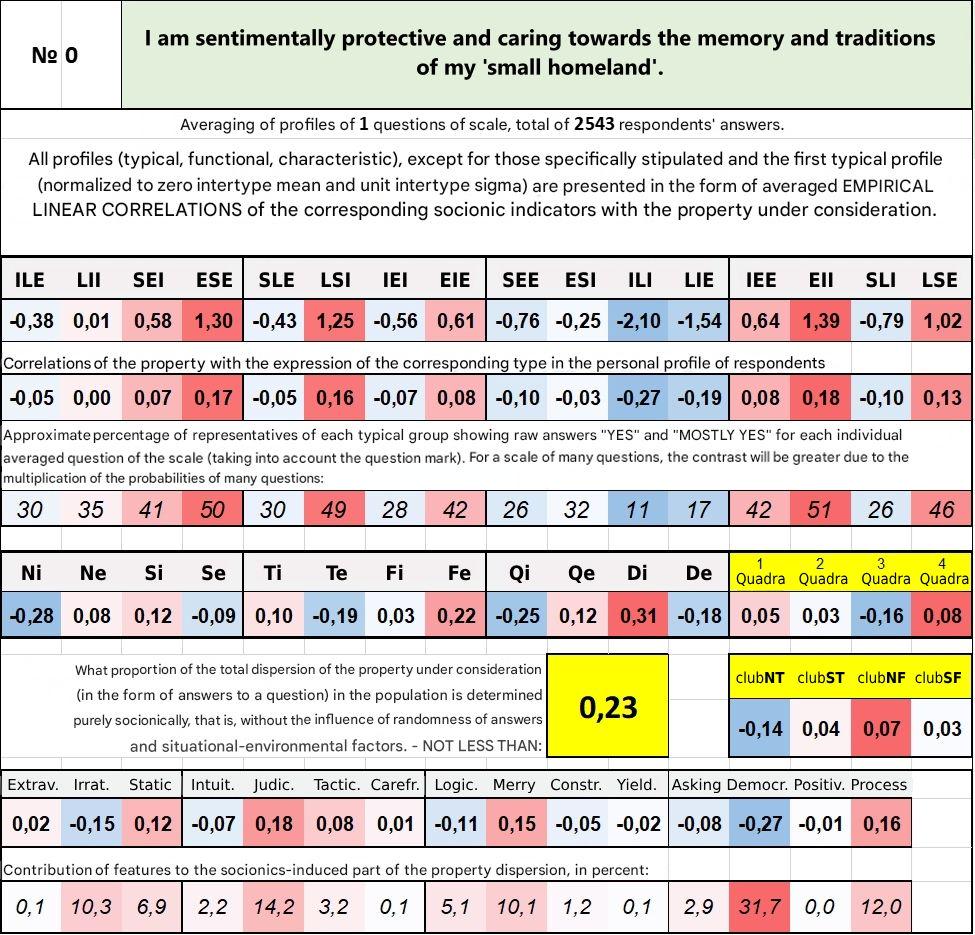 № 0
I am sentimentally protective and caring towards the memory and traditions
of my 'small homeland'.
Averaging of profiles of 1 questions of scale, total of 2543 respondents' answers.
All profiles (typical, functional, characteristic), except for those specifically stipulated and the first typical profile
(normalized to zero intertype mean and unit intertype sigma) are presented in the form of averaged EMPIRICAL
LINEAR CORRELATIONS of the corresponding socionic indicators with the property under consideration.
ILE LII SEI ESE SLE LSI IEI EIE SEE ESI ILI LIE IEE EII SLI LSE
-0,38 0,01 0,58 1,30 -0,43 1,25 -0,56 0,61 -0,76 -0,25 -2,10 -1,54 0,64 1,39 -0,79 1,02
Correlations of the property with the expression of the corresponding type in the personal profile of respondents
-0,05 0,00 0,07 0,17 -0,05 0,16 -0,07 0,08 -0,10 -0,03 -0,27 -0,19 0,08 0,18 -0,10 0,13
Approximate percentage of representatives of each typical group showing raw answers "YES" and "MOSTLY YES" for each individual
averaged question of the scale (taking into account the question mark). For a scale of many questions, the contrast will be greater due to the
multiplication of the probabilities of many questions:
30 35 41 50 30 49 28 42 26 32 11 17 42 51 26 46
Ni Ne Si Se Ti Te Fi Fe Qi Qe Di De 1 Quadra 2 Quadra 3 Quadra 4 Quadra
-0,28 0,08 0,12 -0,09 0,10 -0,19 0,03 0,22 -0,25 0,12 0,31 -0,18 0,05 0,03 -0,16 0,08
What proportion of the total dispersion of the property under consideration
(in the form of answers to a question) in the population is determined
purely socionically, that is, without the influence of randomness of answers
and situational-environmental factors. - NOT LESS THAN:
0,23
clubNT clubST clubNF clubSF
-0,14 0,04 0,07 0,03
Extrav. Irrat. Static Intuit. Judic. Tactic. Carefr. Logic. Merry Constr. Yield. Asking Democr. Positiv. Process
0,02 -0,15 0,12 -0,07 0,18 0,08 0,01 -0,11 0,15 -0,05 -0,02 -0,08 -0,27 -0,01 0,16
Contribution of features to the socionics-induced part of the property dispersion, in percent:
0,1 10,3 6,9 2,2 14,2 3,2 0,1 5,1 10,1 1,2 0,1 2,9 31,7 0,0 12,0